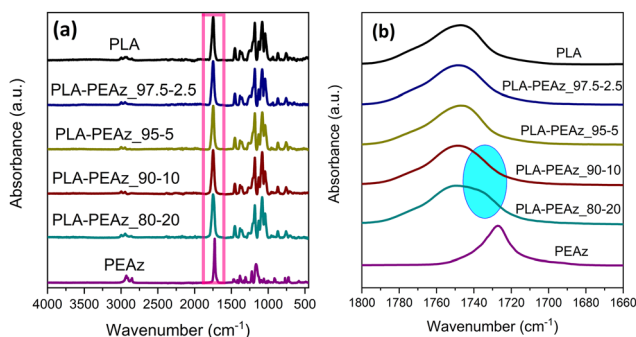 (a)
PLA
PLA-PEAz_97.5-2.5
PLA-PEAz_95-5
PLA-PEAz_90-10
PLA-PEAz_80-20
PEAz
Absorbance (a.u.)
4000 3500 3000 2500 2000 1500 1000 500
Wavenumber (cm-1)
(b)
PLA
PLA-PEAz_97.5-2.5
PLA-PEAz_95-5
PLA-PEAz_90-10
PLA-PEAz_80-20
PEAz
Absorbance (a.u.)
1800 1780 1760 1740 1720 1700 1680 1660
Wavenumber (cm-1)